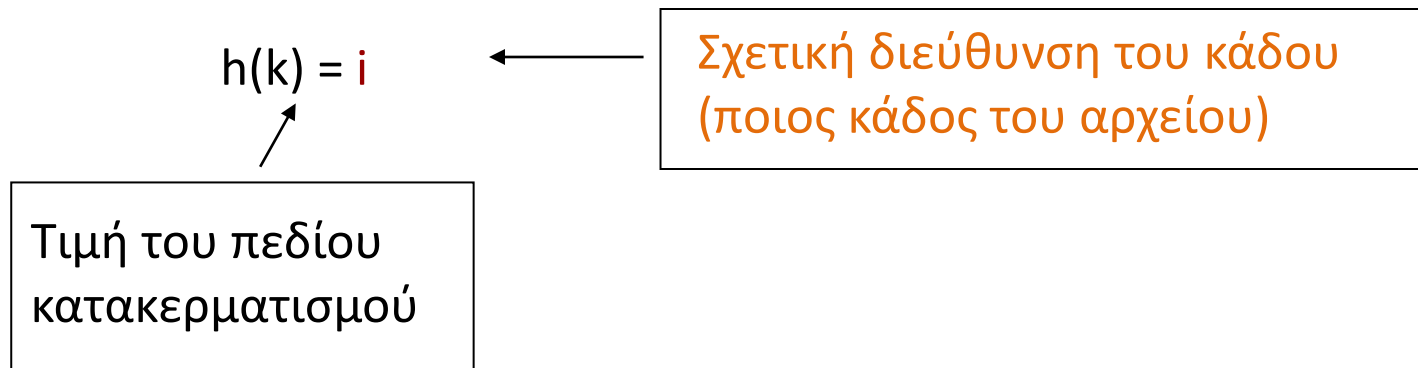 h(k) = i
Σχετική διεύθυνση του κάδου
(ποιος κάδος του αρχείου)
Τιμή του πεδίου
κατακερματισμού